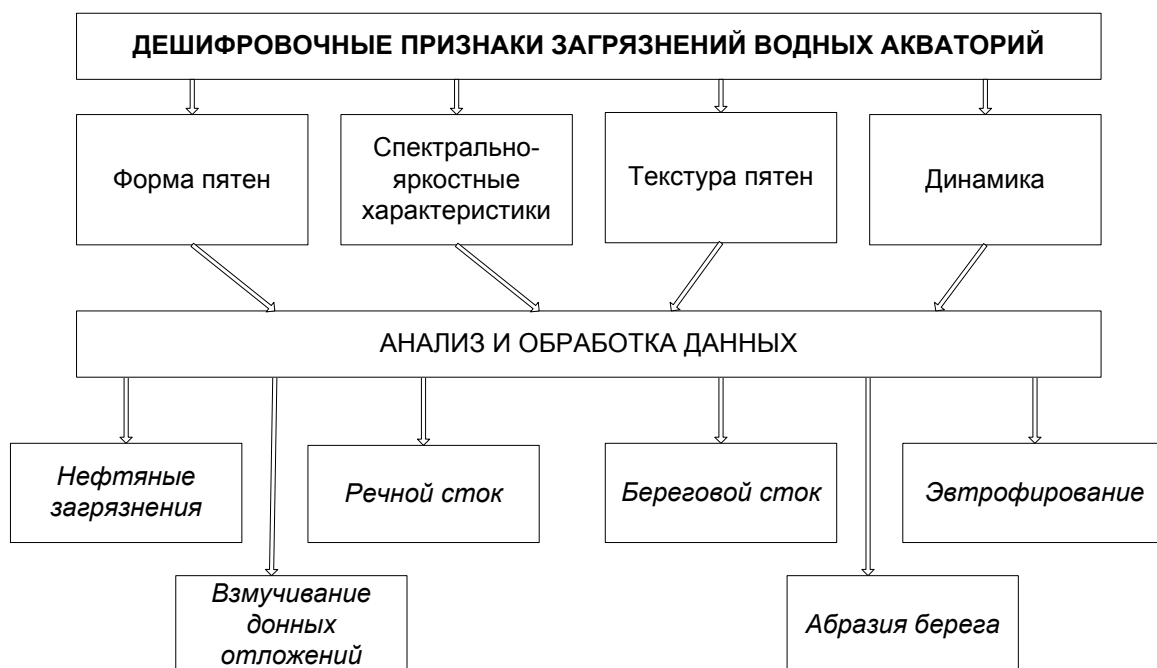 ДЕШИФРОВОЧНЫЕ ПРИЗНАКИ ЗАГРЯЗНЕНИЙ ВОДНЫХ АКВАТОРИЙ
Форма пятен
Спектрально-
яркостные
характеристики
Текстура пятен
Динамика
АНАЛИЗ И ОБРАБОТКА ДАННЫХ
Нефтяные
загрязнения
Речной сток
Береговой сток
Эвтрофирование
Взмучивание
донных
отложений
Абразия берега